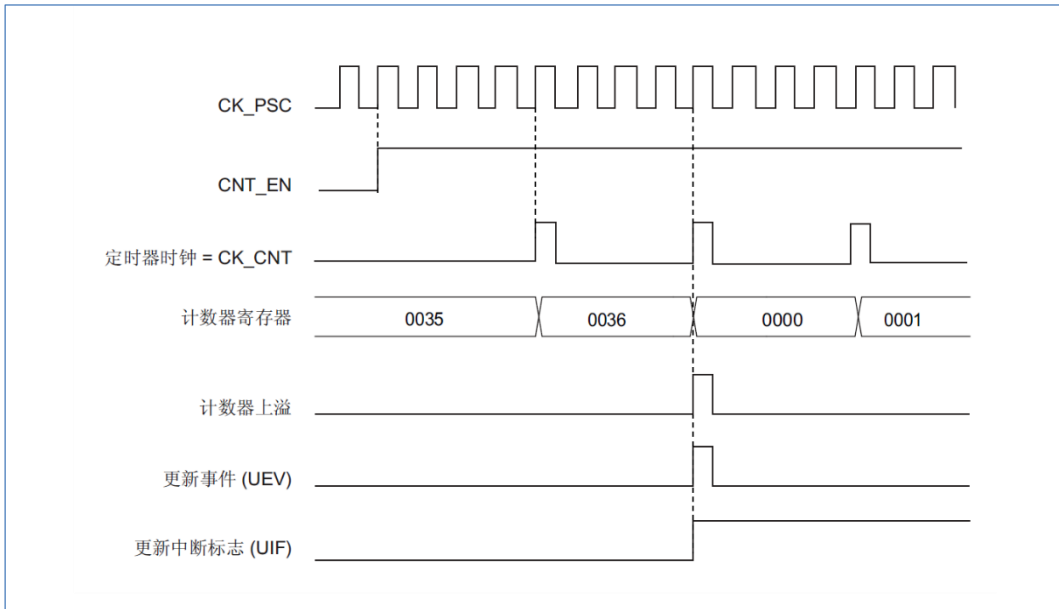 CK_PSC
CNT_EN
定时器时钟 = CK_CNT
计数器寄存器 0035 0036 0000 0001
计数器上溢
更新事件 (UEV)
更新中断标志 (UIF)